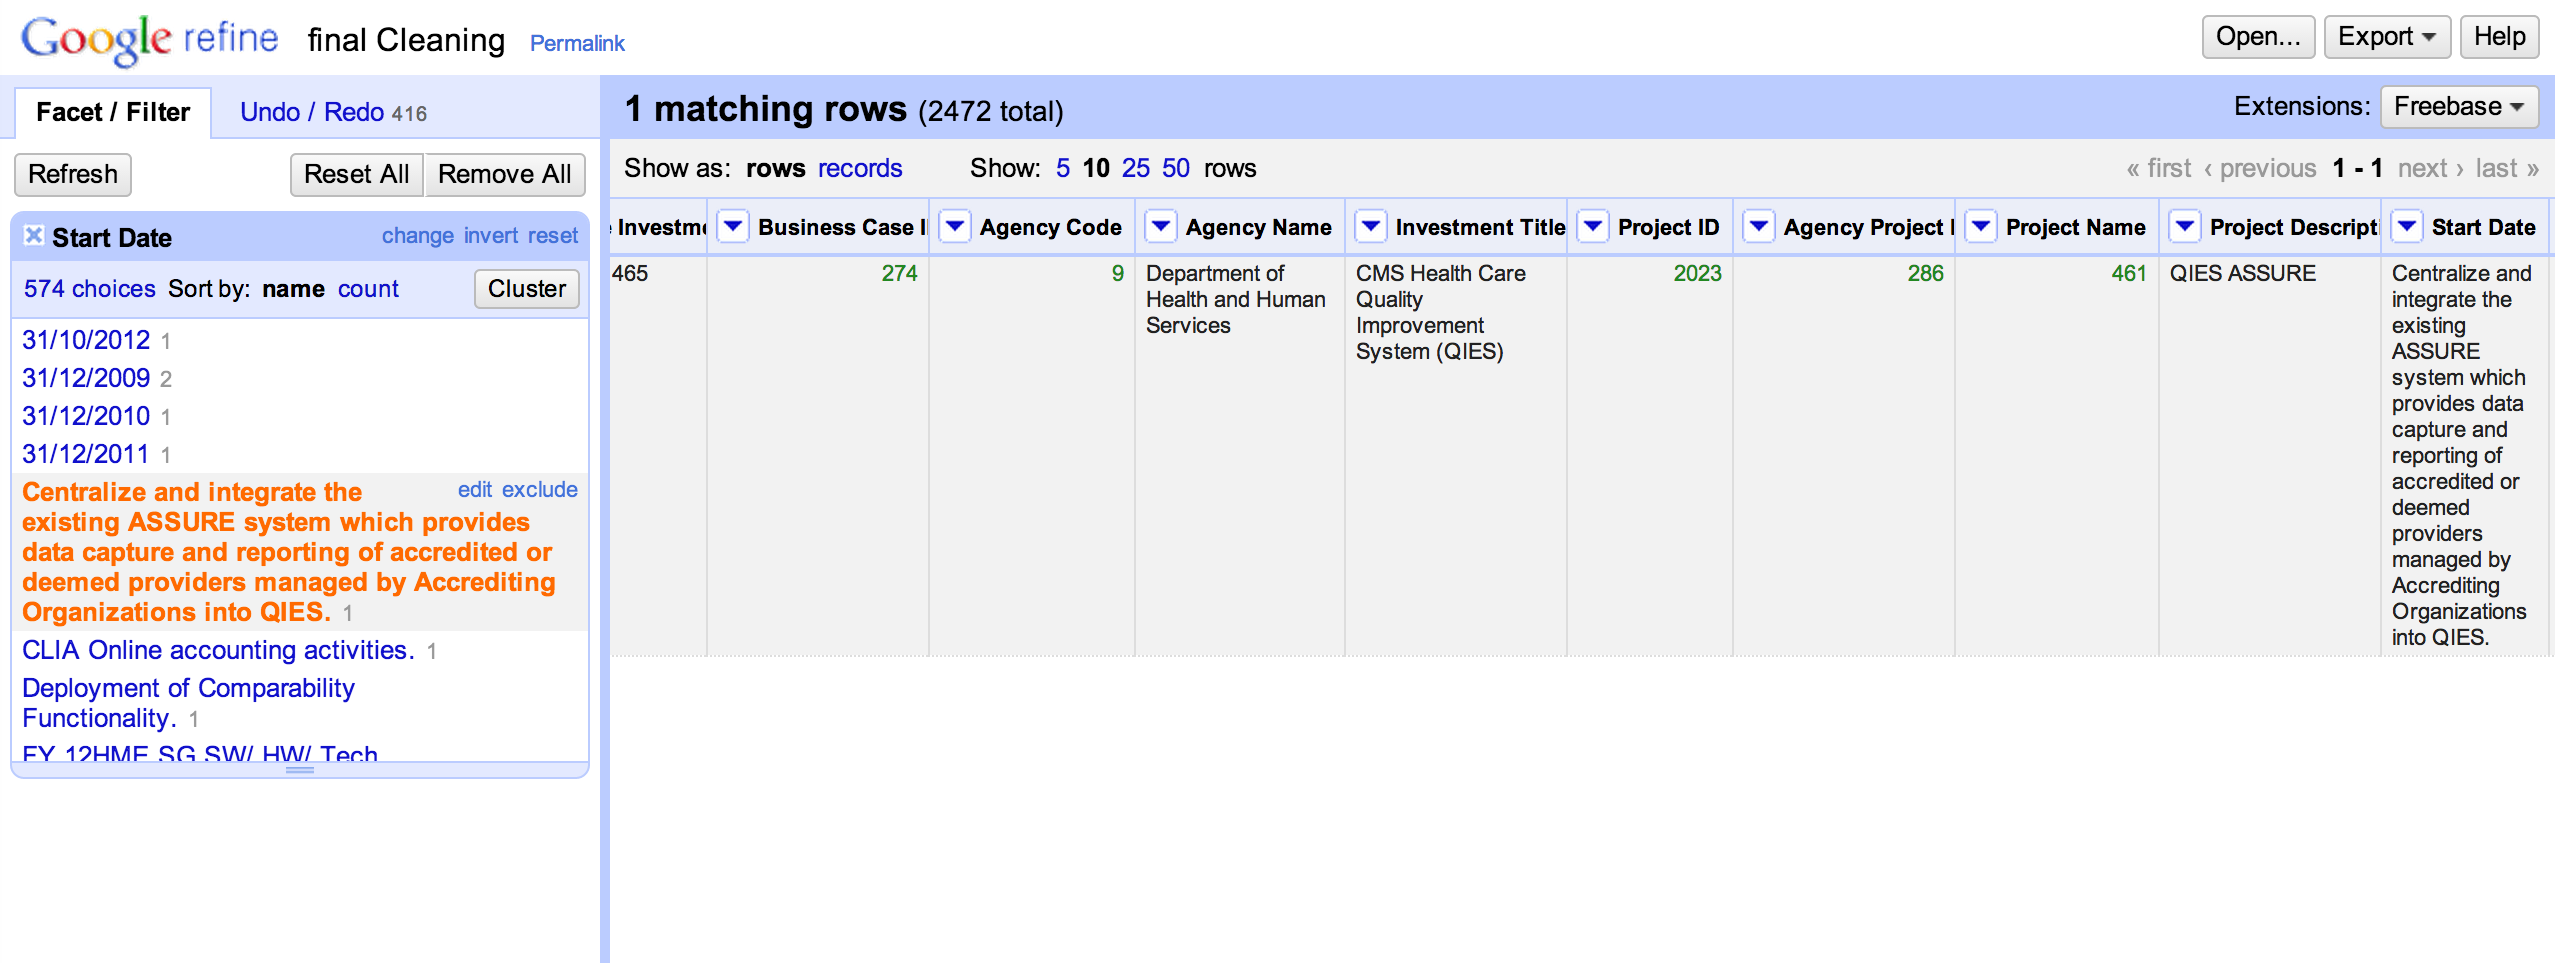 Google refine final Cleaning Permalink Open... Export Help
Facet / Filter Undo / Redo 416
1 matching rows (2472 total) Extensions: Freebase
Refresh Reset All Remove All
Show as: rows records Show: 5 10 25 50 rows « first ‹ previous 1 - 1 next › last »
Start Date change invert reset
574 choices Sort by: name count Cluster
31/10/2012 1
31/12/2009 2
31/12/2010 1
31/12/2011 1
Centralize and integrate the edit exclude
existing ASSURE system which provides
data capture and reporting of accredited or
deemed providers managed by Accrediting
Organizations into QIES. 1
CLIA Online accounting activities. 1
Deployment of Comparability
Functionality. 1
FY 12HME SG SW/ HW/ Tech
Investm Business Case I Agency Code Agency Name Investment Title Project ID Agency Project Project Name Project Descript Start Date
465 274 9 Department of CMS Health Care 2023 286 461 QIES ASSURE Centralize and
Health and Human Quality integrate the
Services Improvement existing
System (QIES) ASSURE
system which
provides data
capture and
reporting of
accredited or
deemed
providers
managed by
Accrediting
Organizations
into QIES.